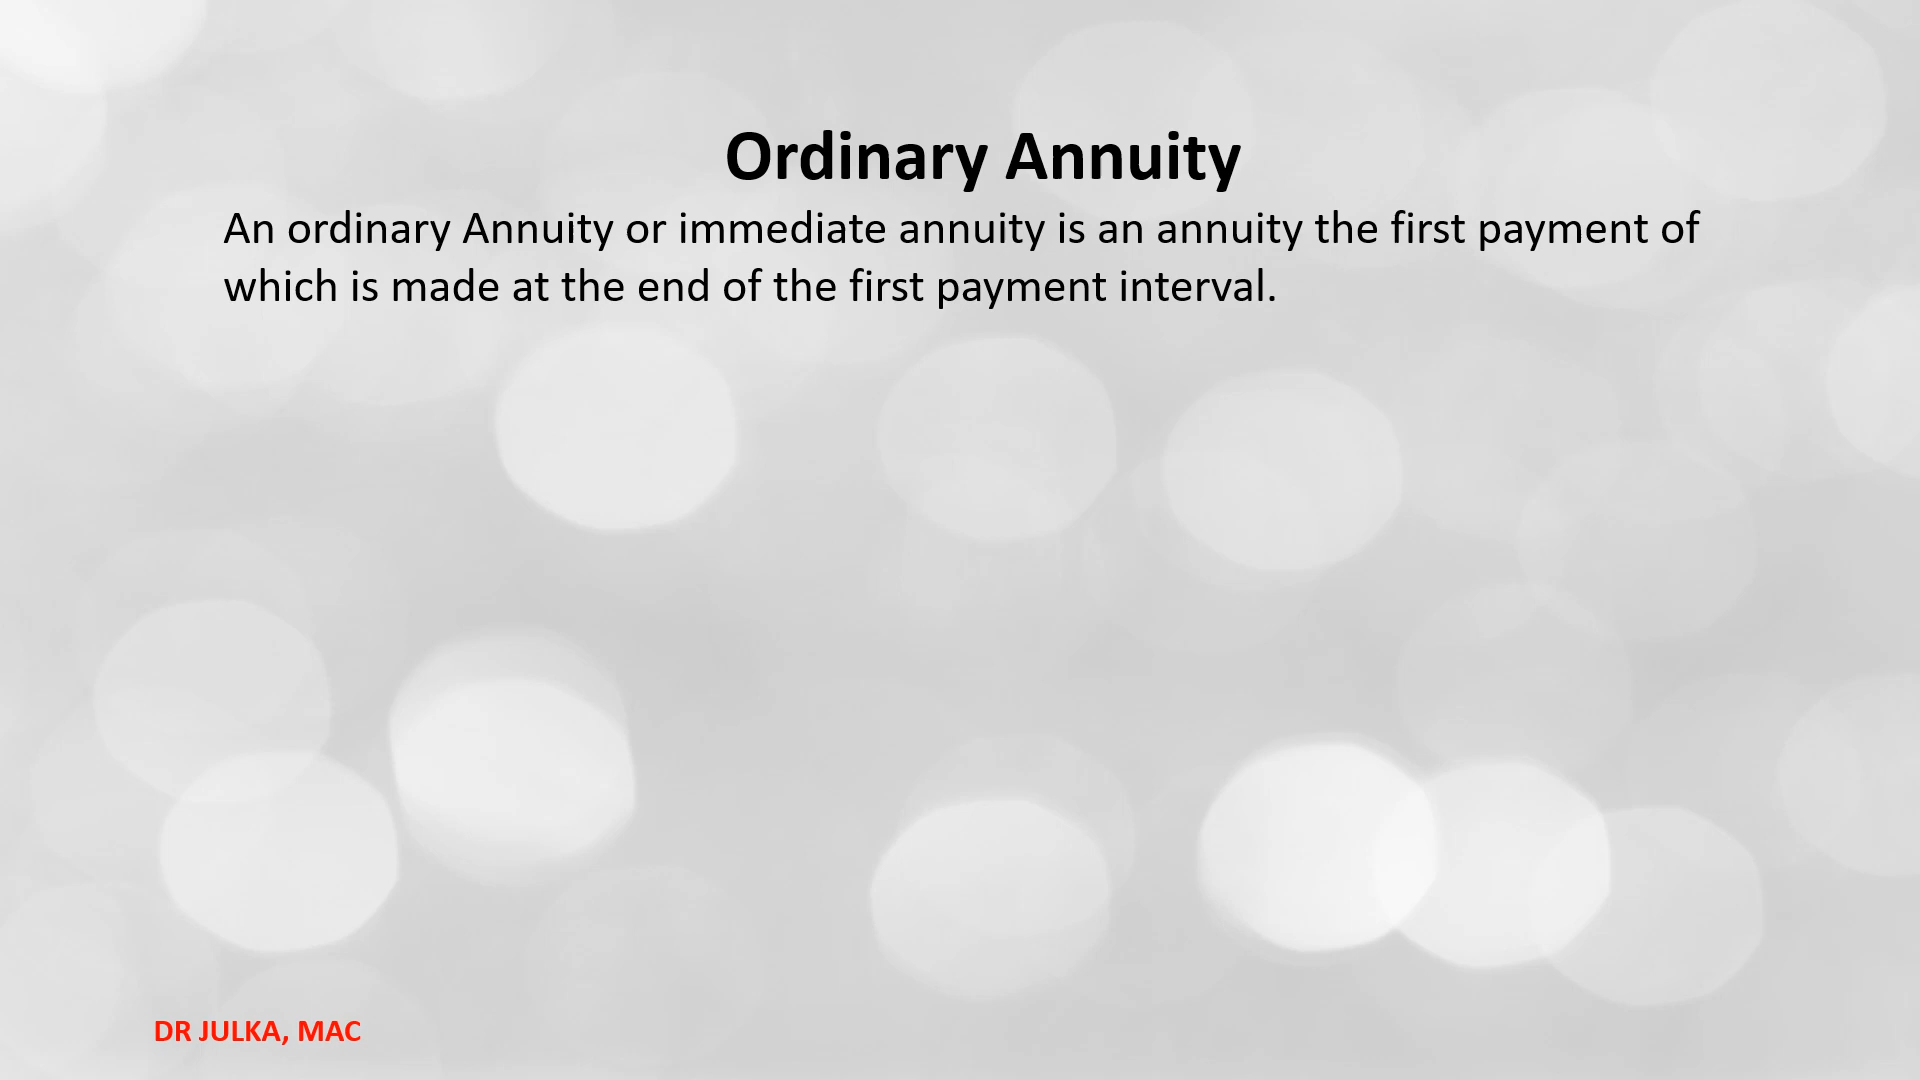 Ordinary Annuity
An ordinary Annuity or immediate annuity is an annuity the first payment of
which is made at the end of the first payment interval.
DR JULKA, MAC